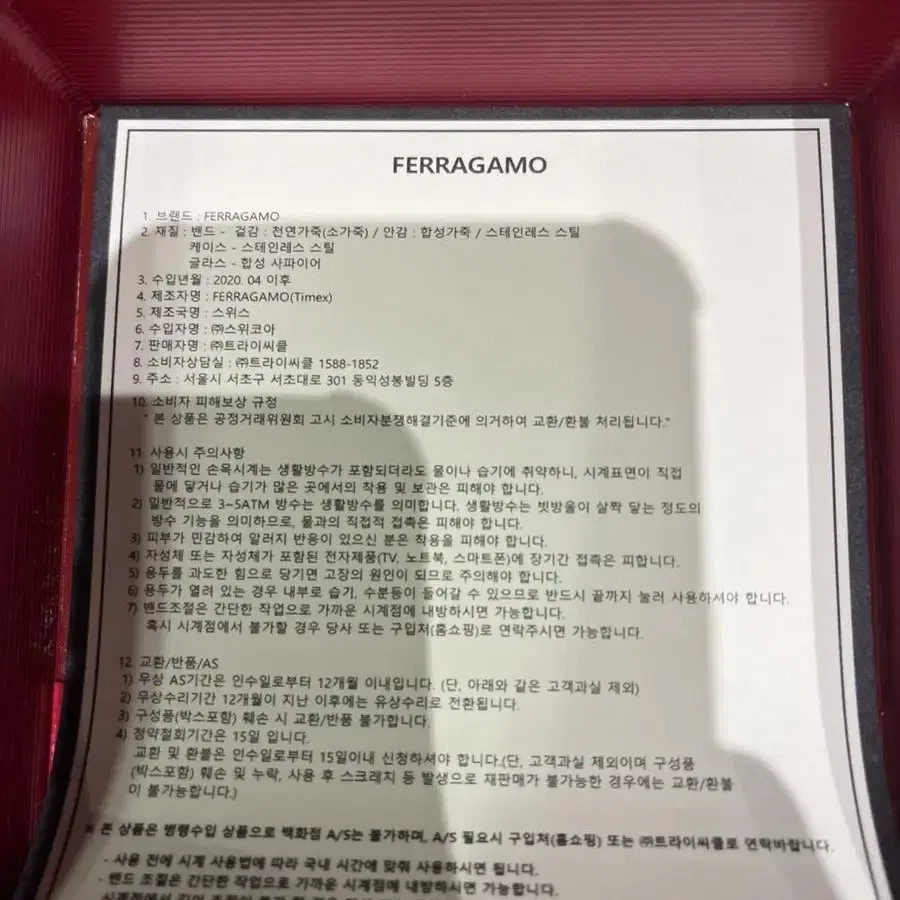 FERRAGAMO
1. 브랜드 : FERRAGAMO
2. 재질 : 밴드 - 겉감 : 천연가죽(소가죽) / 안감 : 합성가죽 / 스테인레스 스틸
케이스 - 스테인레스 스틸
글라스 - 합성 사파이어
3. 수입년월 : 2020. 04 이후
4. 제조자명 : FERRAGAMO(Timex)
5. 제조국명 : 스위스
6. 수입자명 : ㈜스위코아
7. 판매자명 : ㈜트라이씨클
8. 소비자상담실 : ㈜트라이씨클 1588-1852
9. 주소 : 서울시 서초구 서초대로 301 동익성봉빌딩 5층
10. 소비자 피해보상 규정
" 본 상품은 공정거래위원회 고시 소비자분쟁해결기준에 의거하여 교환/환불 처리됩니다."
11. 사용시 주의사항
1) 일반적인 손목시계는 생활방수가 포함되더라도 물이나 습기에 취약하니, 시계표면이 직접
물에 닿거나 습기가 많은 곳에서의 착용 및 보관은 피해야 합니다.
2) 일반적으로 3~5ATM 방수는 생활방수를 의미합니다. 생활방수는 빗방울이 살짝 닿는 정도의
방수 기능을 의미하므로, 물과의 직접적 접촉은 피해야 합니다.
3) 피부가 민감하여 알러지 반응이 있으신 분은 착용을 피해야 합니다.
4) 자성체 또는 자성체가 포함된 전자제품(TV, 노트북, 스마트폰)에 장기간 접촉은 피합니다.
5) 용두를 과도한 힘으로 당기면 고장의 원인이 되므로 주의해야 합니다.
6) 용두가 열려 있는 경우 내부로 습기, 수분등이 들어갈 수 있으므로 반드시 끝까지 눌러 사용하셔야 합니다.
7) 밴드조절은 간단한 작업으로 가까운 시계점에 내방하시면 가능합니다.
혹시 시계점에서 불가할 경우 당사 또는 구입처(홈쇼핑)로 연락주시면 가능합니다.
12. 교환/반품/AS
1) 무상 AS기간은 인수일로부터 12개월 이내입니다. (단, 아래와 같은 고객과실 제외)
2) 무상수리기간 12개월이 지난 이후에는 유상수리로 전환됩니다.
3) 구성품(박스포함) 훼손 시 교환/반품 불가합니다.
4) 청약철회기간은 15일 입니다.
교환 및 환불은 인수일로부터 15일이내 신청하셔야 합니다.(단, 고객과실 제외이며 구성품
(박스포함) 훼손 및 누락, 사용 후 스크래치 등 발생으로 재판매가 불가능한 경우에는 교환/환불
이 불가능합니다.)
※ 본 상품은 병행수입 상품으로 백화점 A/S는 불가하며, A/S 필요시 구입처(홈쇼핑) 또는 ㈜트라이씨클로 연락바랍니다.
- 사용 전에 시계 사용법에 따라 국내 시간에 맞춰 사용하시면 됩니다.
- 밴드 조절은 간단한 작업으로 가까운 시계점에 내방하시면 가능합니다.